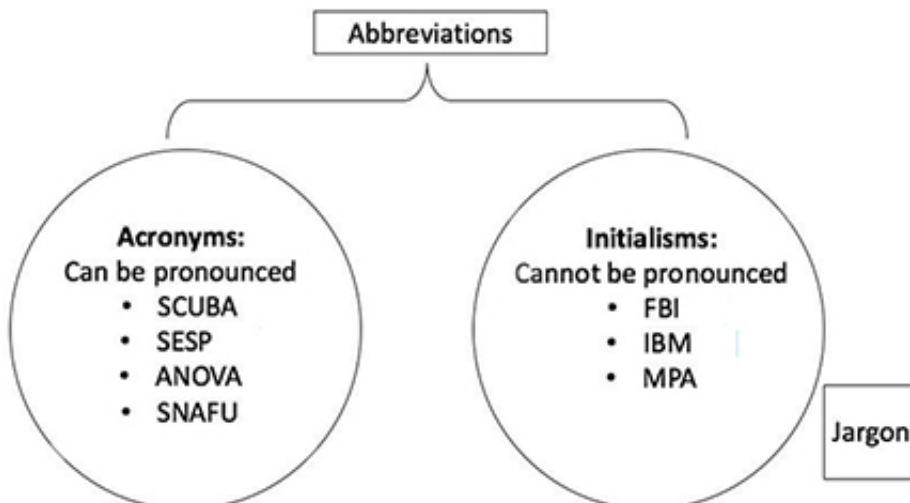 Abbreviations
Acronyms:
Can be pronounced
• SCUBA
• SESP
• ANOVA
• SNAFU
Initialisms:
Cannot be pronounced
• FBI
• IBM
• MPA
Jargon